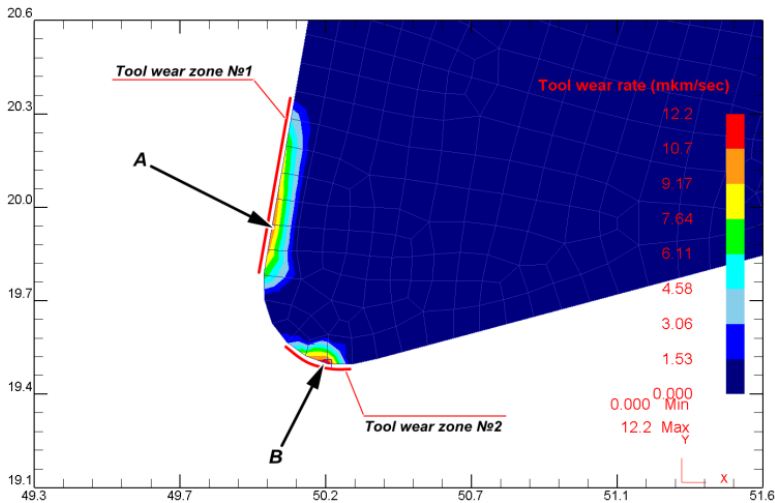 20.6
Tool wear zone №1
Tool wear rate (mkm/sec)
20.3
12.2
10.7
A
9.17
20.0
7.64
6.11
4.58
19.7
3.06
1.53
19.4
0.000
0.000 Min
Tool wear zone №2
12.2 Max
B
Y
X
19.1
49.3
49.7
50.2
50.7
51.1
51.6